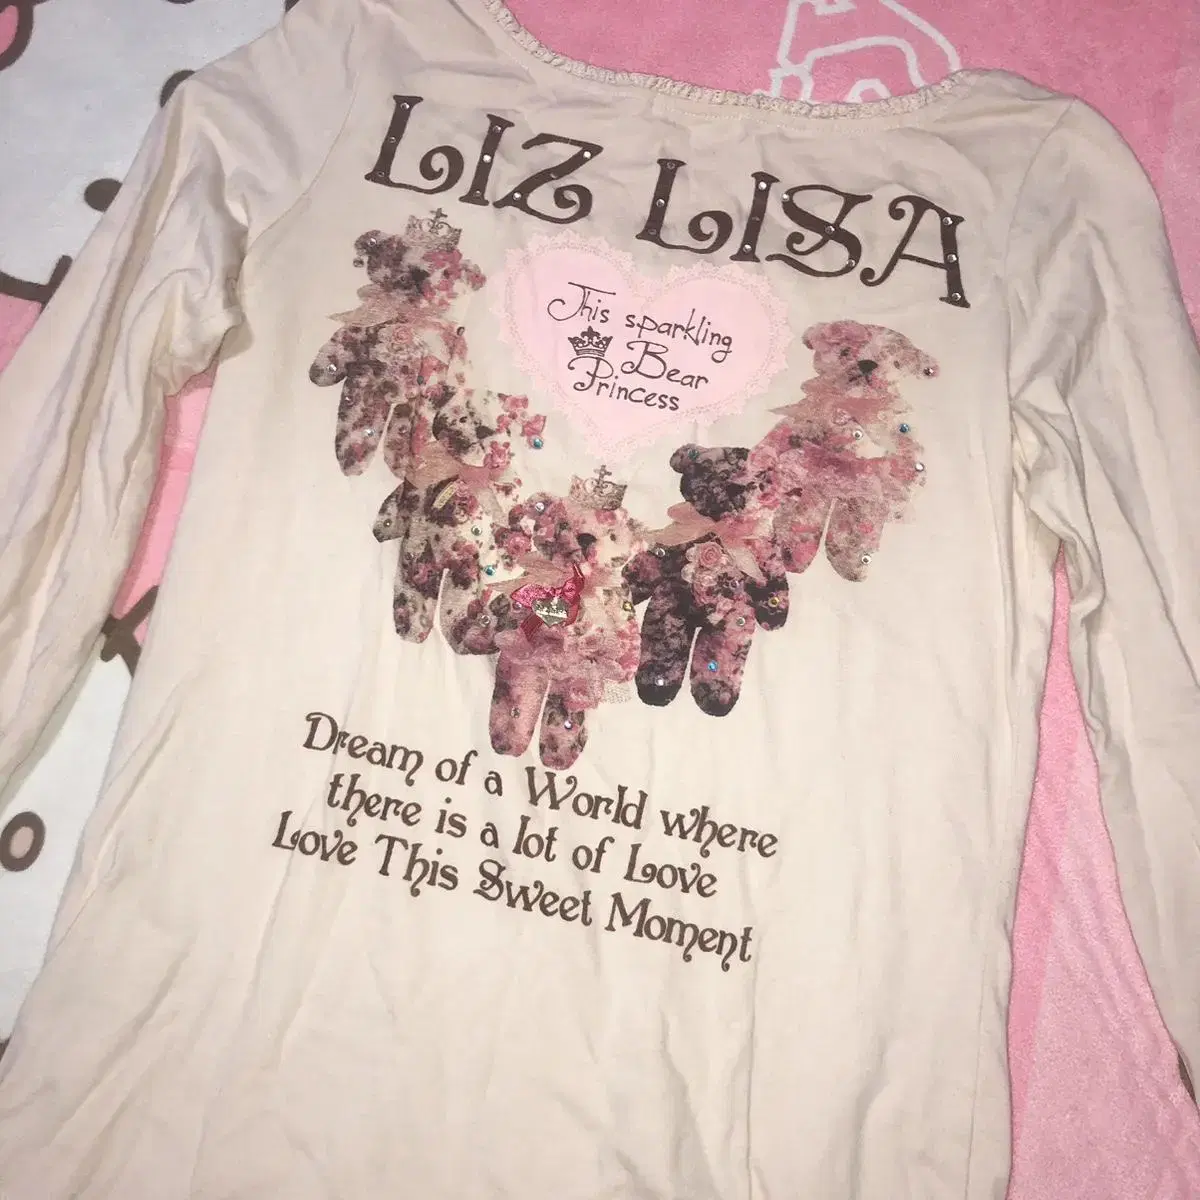 LIZ LISA
This sparkling
Bear
Princess
Dream of a World where
there is a lot of Love
Love This Sweet Moment